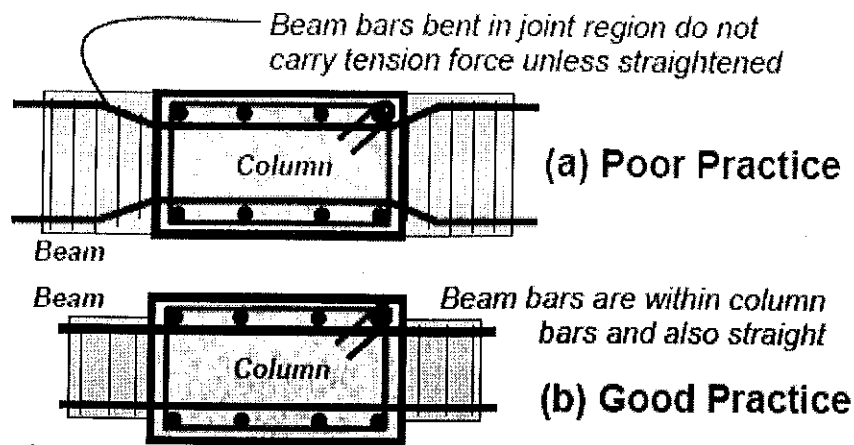 Beam bars bent in joint region do not
carry tension force unless straightened
Column
(a) Poor Practice
Beam
Beam
Beam bars are within column
bars and also straight
Column
(b) Good Practice